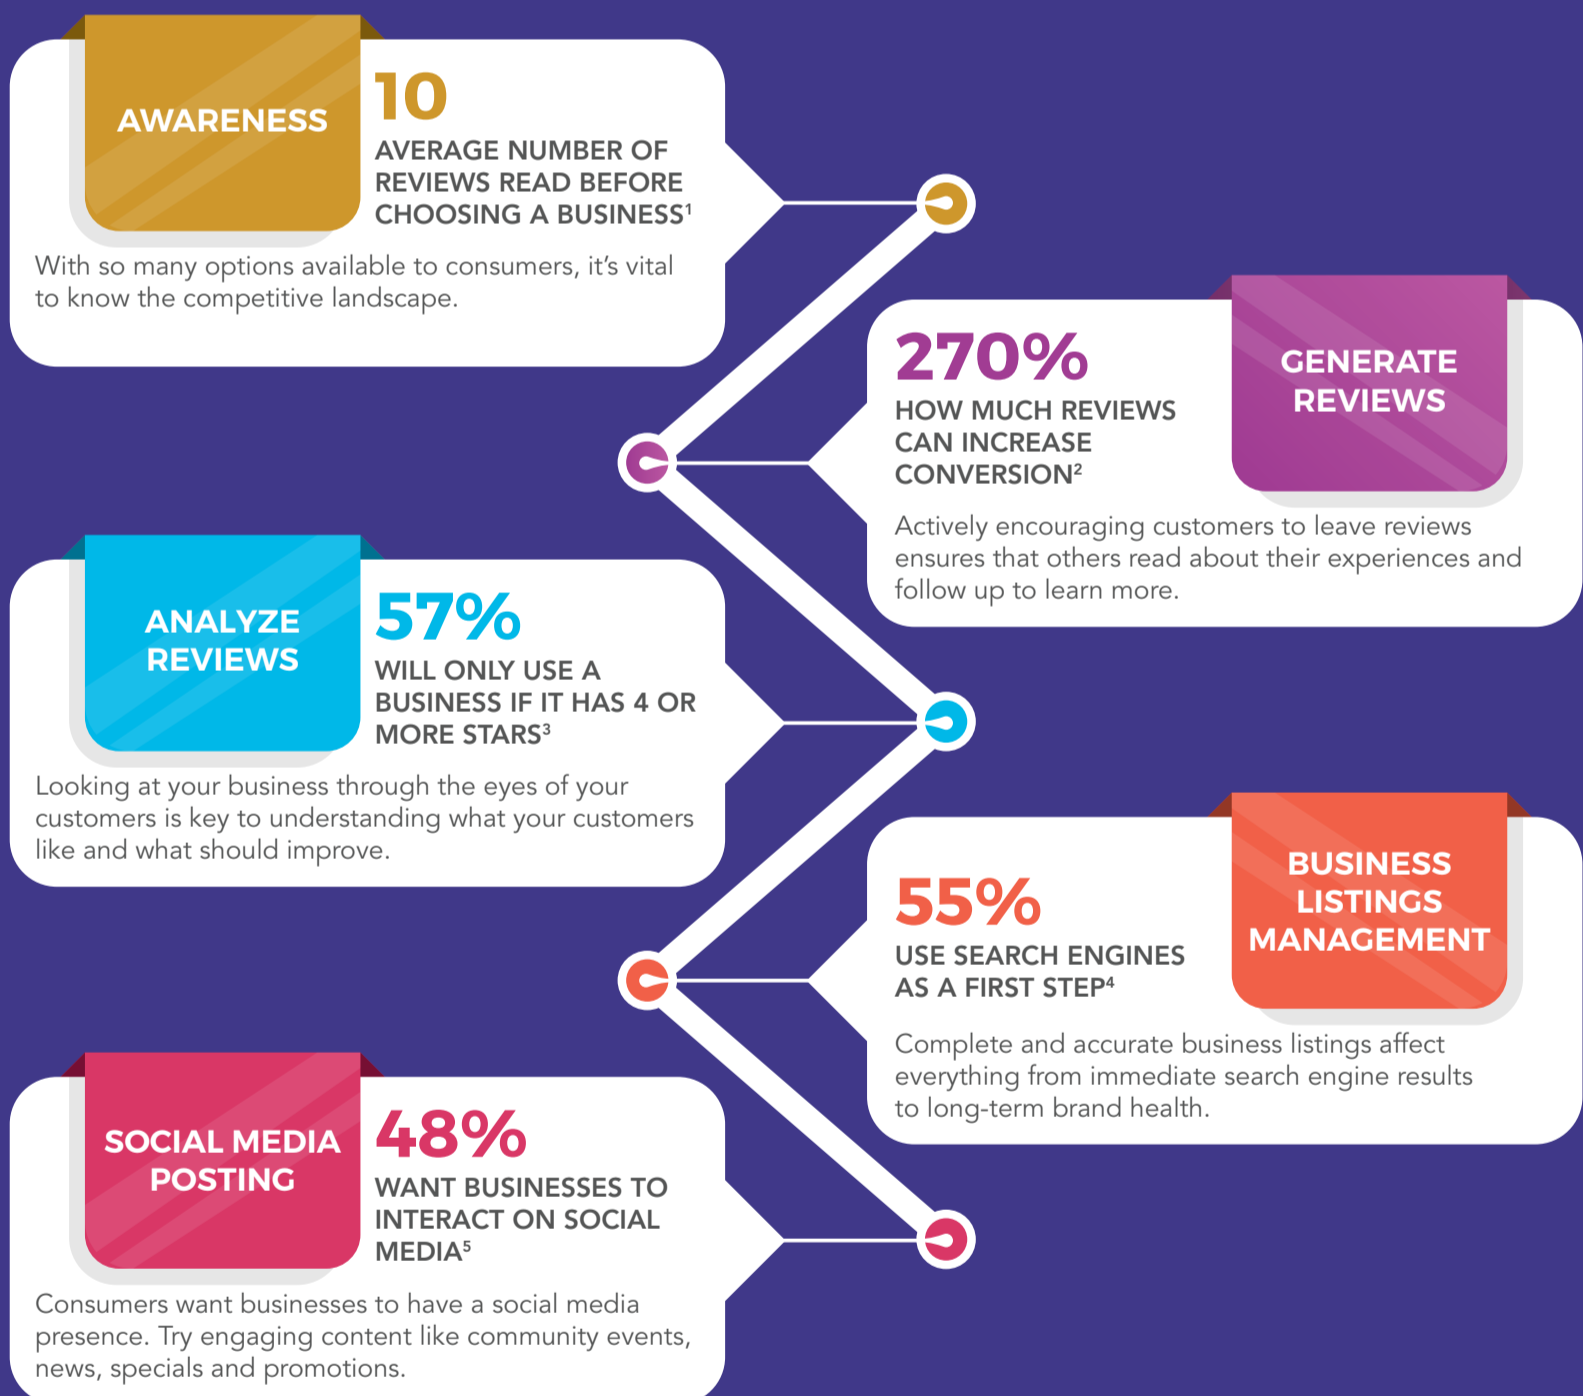 AWARENESS
10
AVERAGE NUMBER OF
REVIEWS READ BEFORE
CHOOSING A BUSINESS¹
With so many options available to consumers, it’s vital
to know the competitive landscape.
270%
HOW MUCH REVIEWS
CAN INCREASE
CONVERSION²
GENERATE
REVIEWS
Actively encouraging customers to leave reviews
ensures that others read about their experiences and
follow up to learn more.
ANALYZE
REVIEWS
57%
WILL ONLY USE A
BUSINESS IF IT HAS 4 OR
MORE STARS³
Looking at your business through the eyes of your
customers is key to understanding what your customers
like and what should improve.
55%
USE SEARCH ENGINES
AS A FIRST STEP⁴
BUSINESS
LISTINGS
MANAGEMENT
Complete and accurate business listings affect
everything from immediate search engine results
to long-term brand health.
SOCIAL MEDIA
POSTING
48%
WANT BUSINESSES TO
INTERACT ON SOCIAL
MEDIA⁵
Consumers want businesses to have a social media
presence. Try engaging content like community events,
news, specials and promotions.